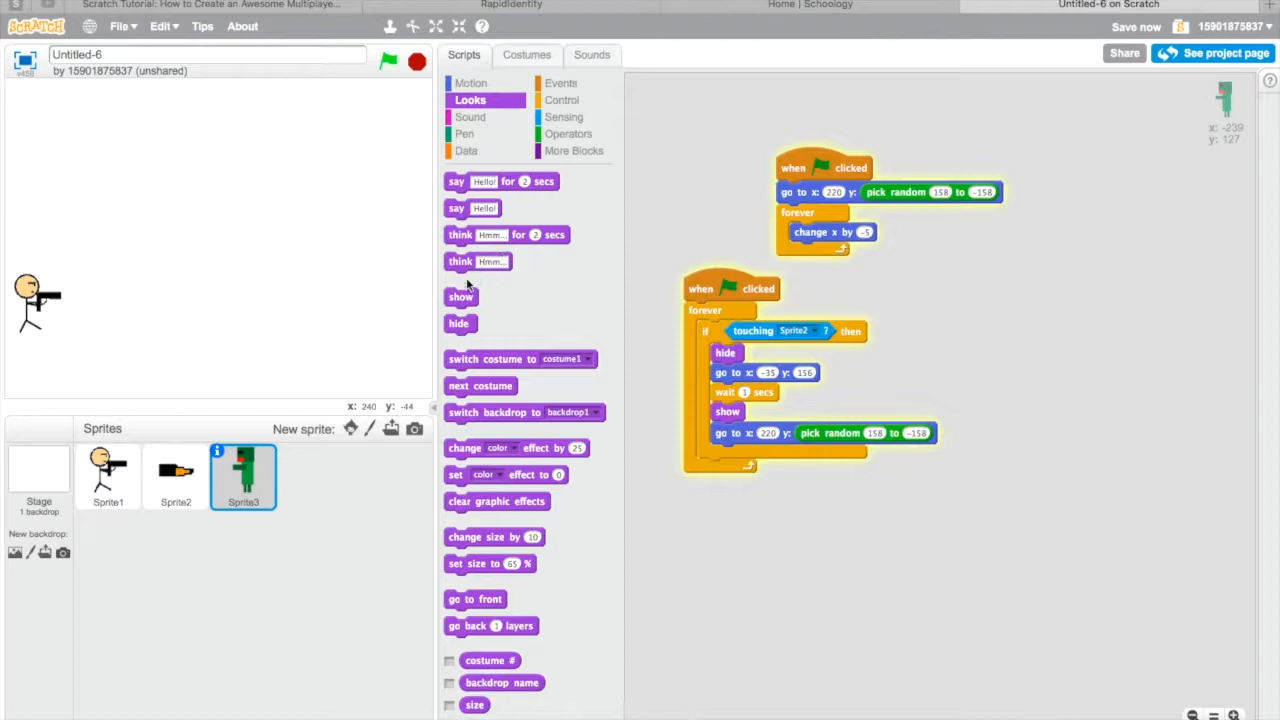 Scratch Tutorial: How to Create an Awesome Multiplaye...
RapidIdentity
Home | Schoology
Untitled-6 on Scratch
SCRATCH File Edit Tips About
Save now 15901875837
Untitled-6
by 15901875837 (unshared)
v458
Scripts Costumes Sounds
Share See project page
Motion Events
Looks Control
Sound Sensing
Pen Operators
Data More Blocks
say Hello! for 2 secs
say Hello!
think Hmm... for 2 secs
think Hmm...
show
hide
switch costume to costume1
next costume
switch backdrop to backdrop1
change color effect by 25
set color effect to 0
clear graphic effects
change size by 10
set size to 65 %
go to front
go back 1 layers
costume #
backdrop name
size
x: -239
y: 127
when clicked
go to x: 220 y: pick random 158 to -158
forever
change x by -5
when clicked
forever
if touching Sprite2 ? then
hide
go to x: -35 y: 156
wait 1 secs
show
go to x: 220 y: pick random 158 to -158
x: 240 y: -44
Sprites New sprite:
Stage
1 backdrop
New backdrop:
Sprite1 Sprite2 Sprite3